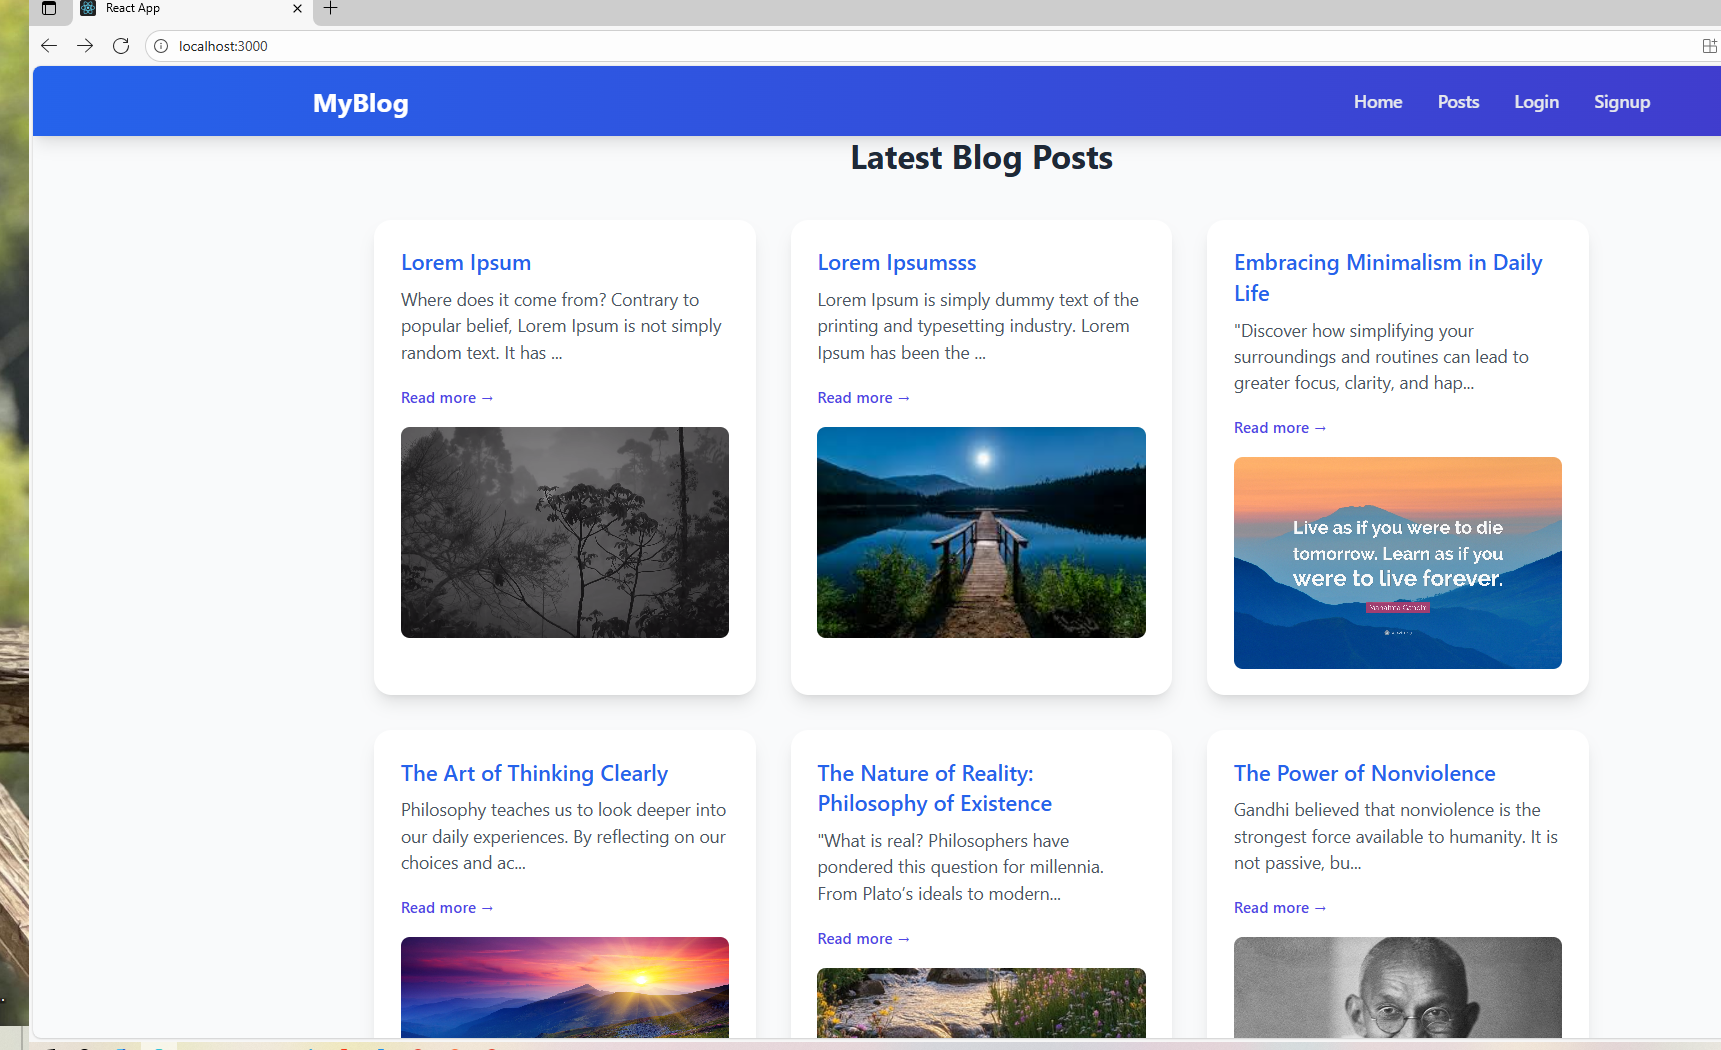 React App
localhost:3000
MyBlog
Home Posts Login Signup
Latest Blog Posts
Lorem Ipsum
Where does it come from? Contrary to
popular belief, Lorem Ipsum is not simply
random text. It has ...
Read more →
Lorem Ipsumsss
Lorem Ipsum is simply dummy text of the
printing and typesetting industry. Lorem
Ipsum has been the ...
Read more →
Embracing Minimalism in Daily
Life
"Discover how simplifying your
surroundings and routines can lead to
greater focus, clarity, and hap...
Read more →
Live as if you were to die
tomorrow. Learn as if you
were to live forever.
Mahatma Gandhi
The Art of Thinking Clearly
Philosophy teaches us to look deeper into
our daily experiences. By reflecting on our
choices and ac...
Read more →
The Nature of Reality:
Philosophy of Existence
"What is real? Philosophers have
pondered this question for millennia.
From Plato’s ideals to modern...
Read more →
The Power of Nonviolence
Gandhi believed that nonviolence is the
strongest force available to humanity. It is
not passive, bu...
Read more →